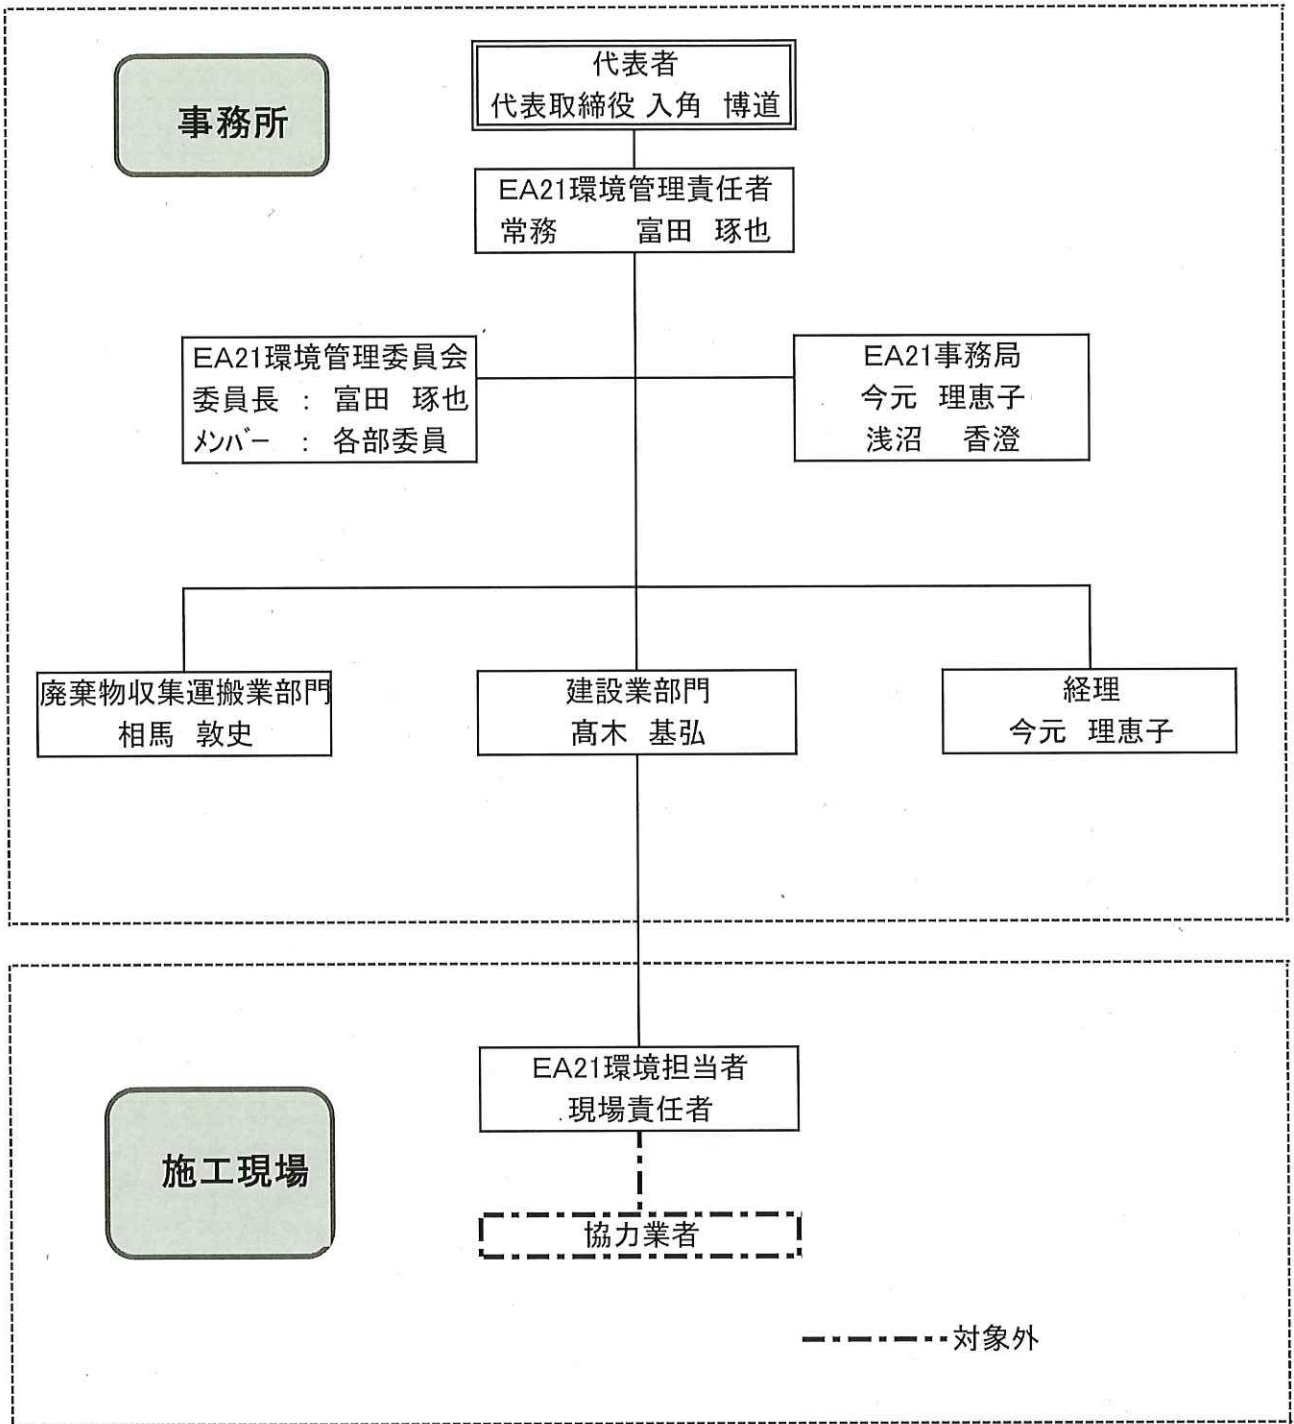 事務所
代表者
代表取締役 入角 博道
EA21環境管理責任者
常務 富田 琢也
EA21環境管理委員会
委員長 : 富田 琢也
メンバー : 各部委員
EA21事務局
今元 理恵子
浅沼 香澄
廃棄物収集運搬業部門
相馬 敦史
建設業部門
髙木 基弘
経理
今元 理恵子
EA21環境担当者
現場責任者
施工現場
協力業者
対象外